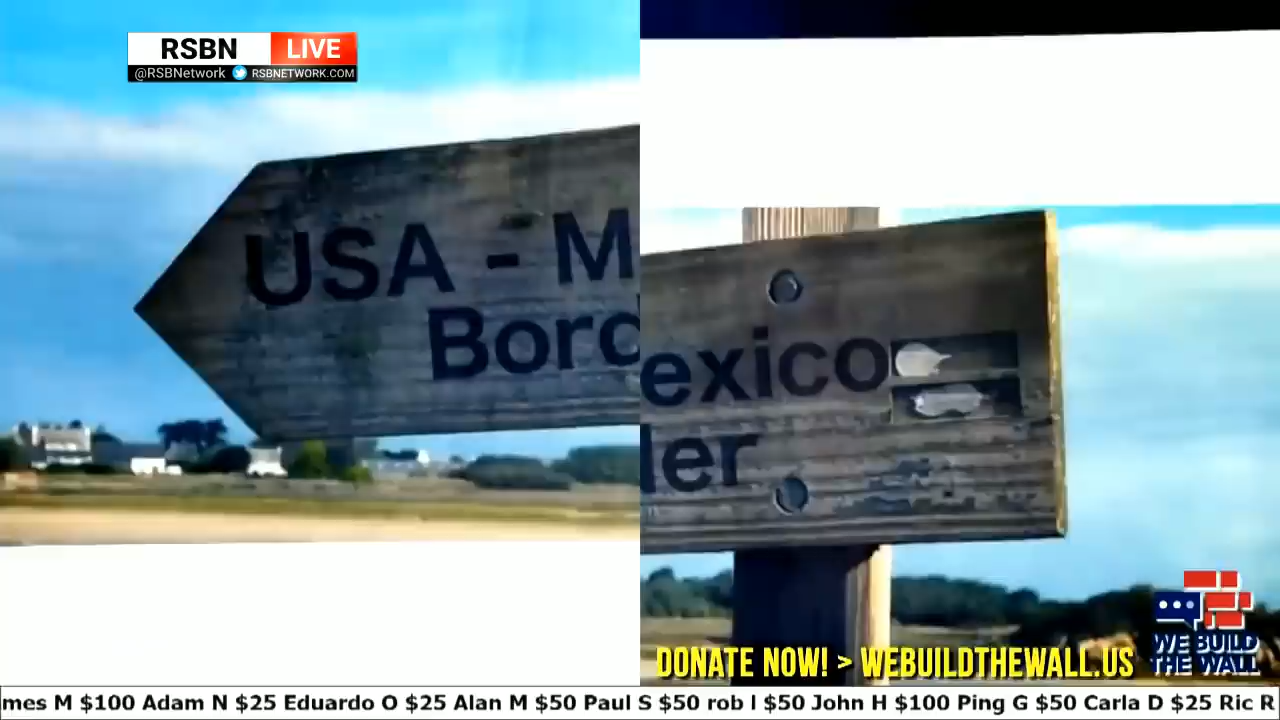 RSBN LIVE
@RSBNetwork RSBNETWORK.COM
USA - M
Bord
exico
der
DONATE NOW! > WEBUILDTHEWALL.US
WE BUILD
THE WALL
mes M $100 Adam N $25 Eduardo O $25 Alan M $50 Paul S $50 rob l $50 John H $100 Ping G $50 Carla D $25 Ric R